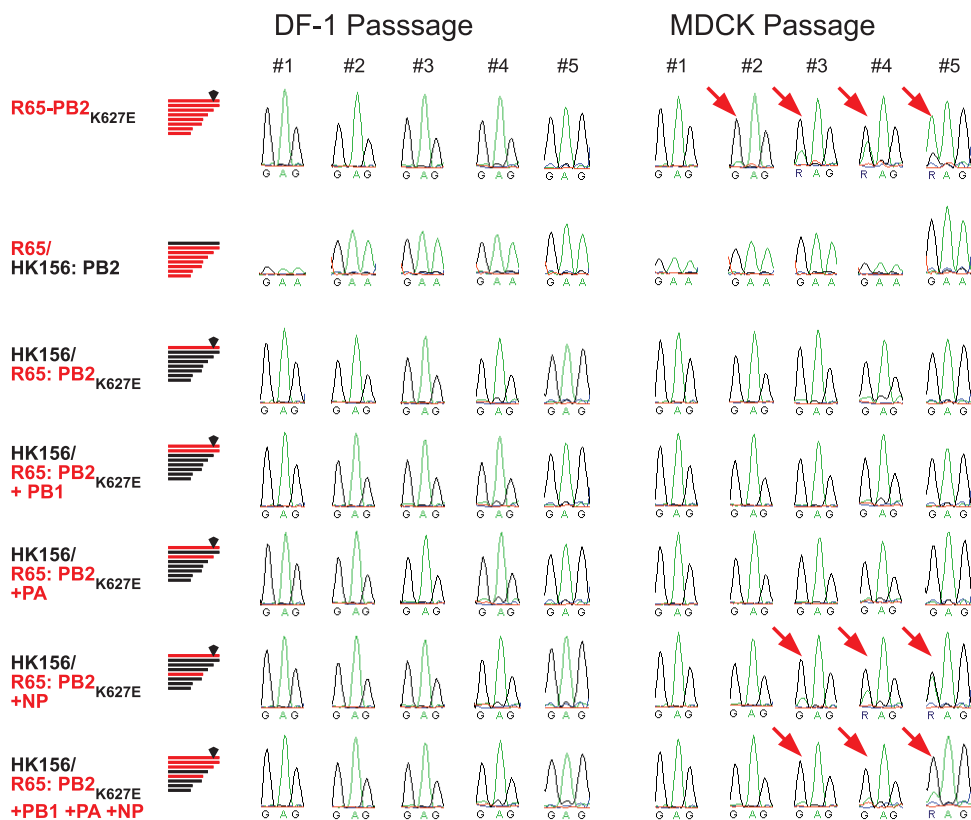 DF-1 Passsage MDCK Passage
#1 #2 #3 #4 #5 #1 #2 #3 #4 #5
R65-PB2K627E
G A G G A G G A G G A G G A G G A G G A G R A G R A G R A G
R65/
HK156: PB2
G A A G A A G A A G A A G A A G A A G A A G A A G A A G A A
HK156/
R65: PB2K627E
G A G G A G G A G G A G G A G G A G G A G G A G G A G G A G
HK156/
R65: PB2K627E
+ PB1
G A G G A G G A G G A G G A G G A G G A G G A G G A G G A G
HK156/
R65: PB2K627E
+PA
G A G G A G G A G G A G G A G G A G G A G G A G G A G G A G
HK156/
R65: PB2K627E
+NP
G A G G A G G A G G A G G A G G A G G A G G A G R A G R A G
HK156/
R65: PB2K627E
+PB1 +PA +NP
G A G G A G G A G G A G G A G G A G G A G G A G G A G R A G